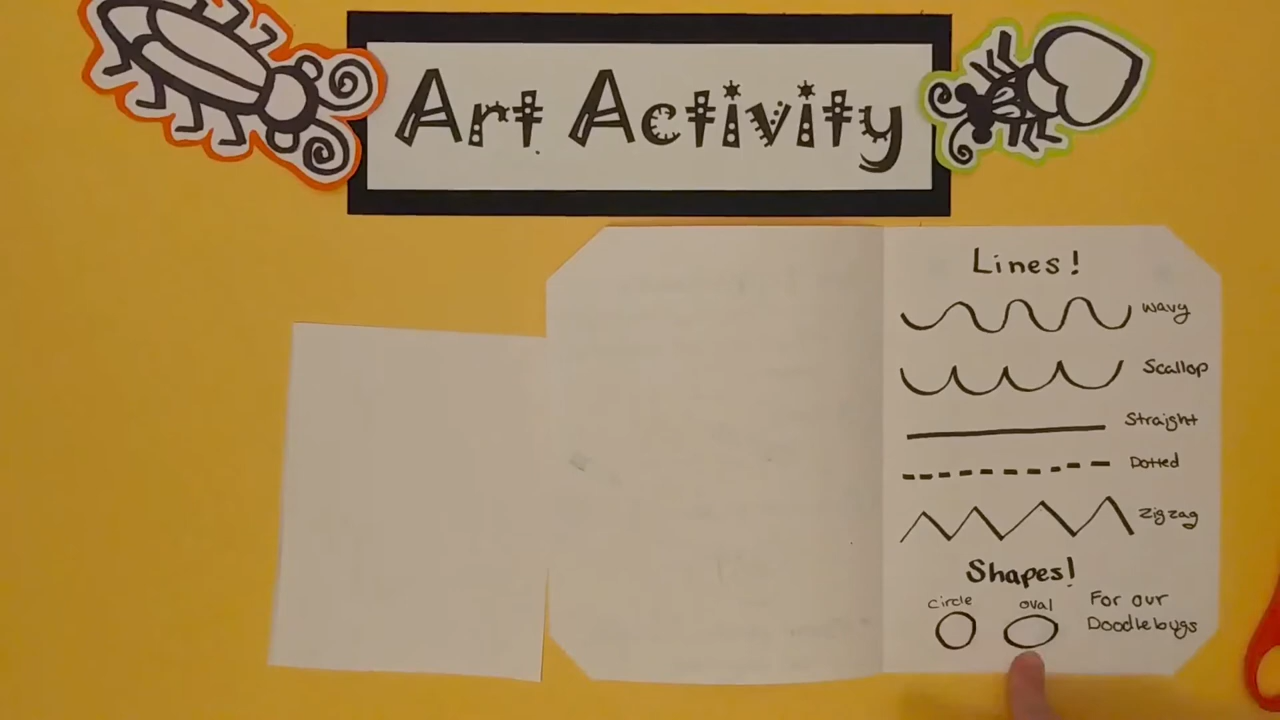 Art Activity
Lines!
wavy
Scallop
Straight
Dotted
Zigzag
Shapes!
circle oval
For our
Doodlebugs